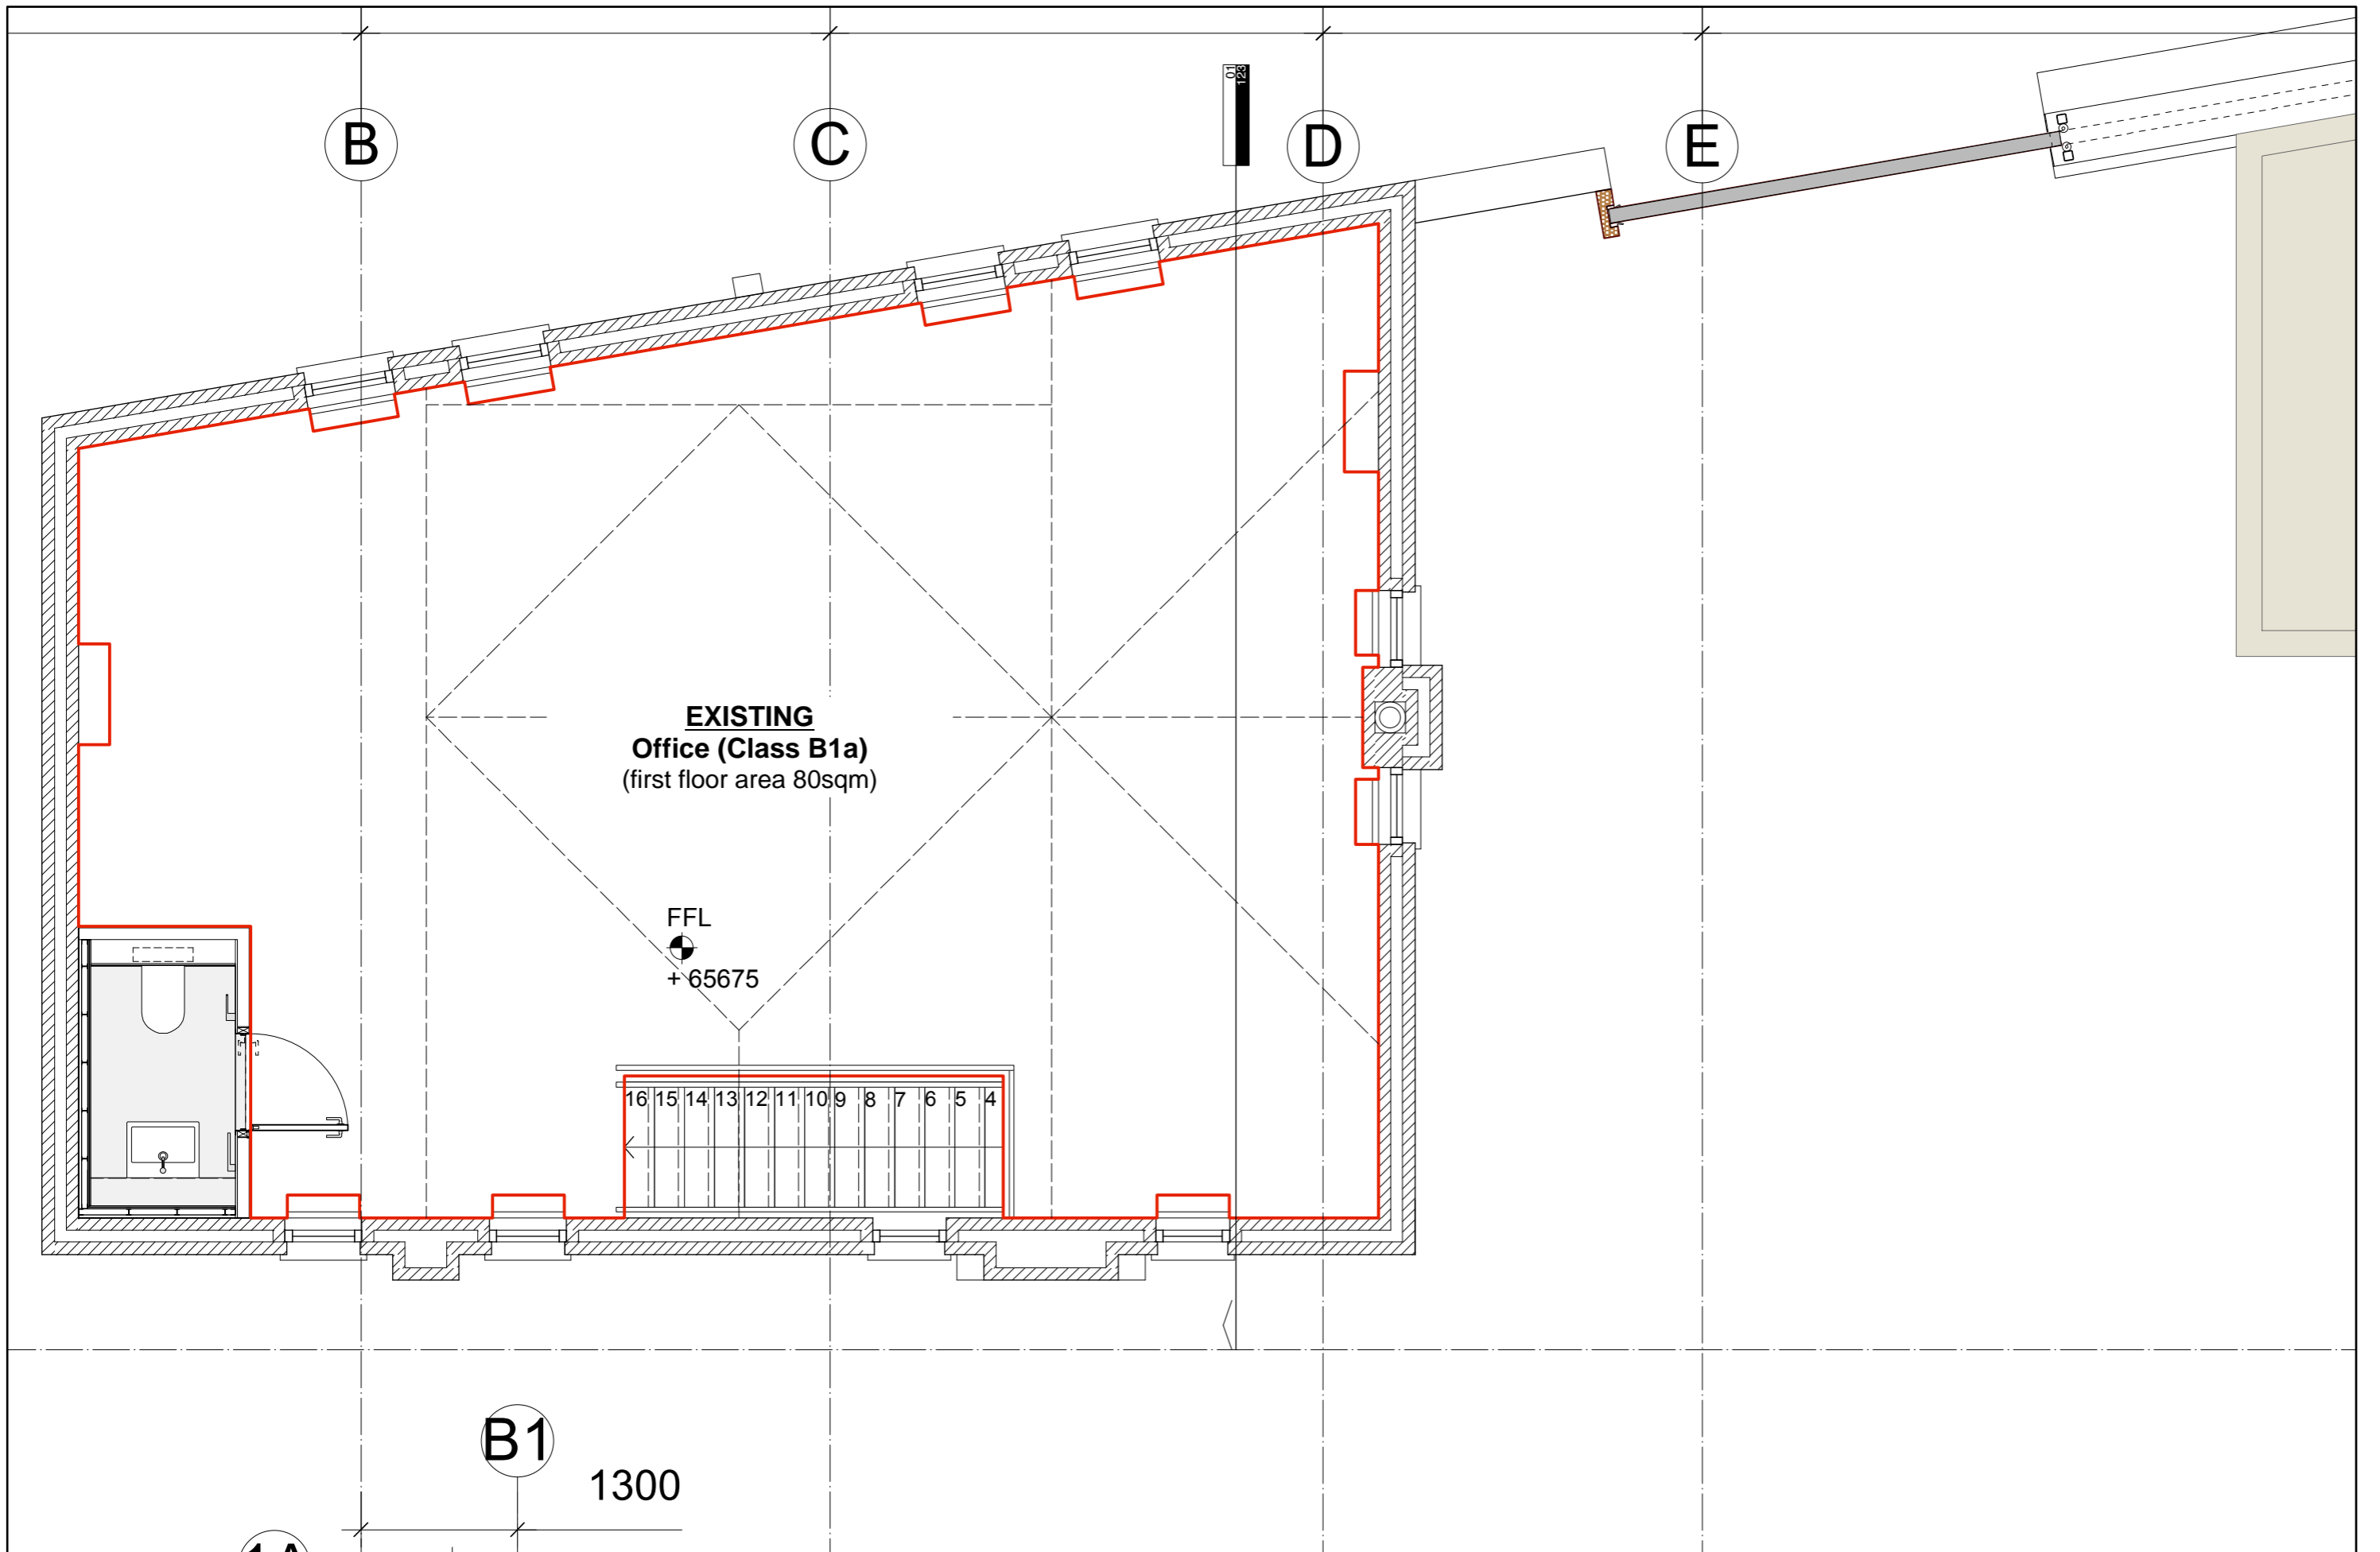 01
123
B
C
D
E
EXISTING
Office (Class B1a)
(first floor area 80sqm)
FFL
+ 65675
16 15 14 13 12 11 10 9 8 7 6 5 4
B1
1300